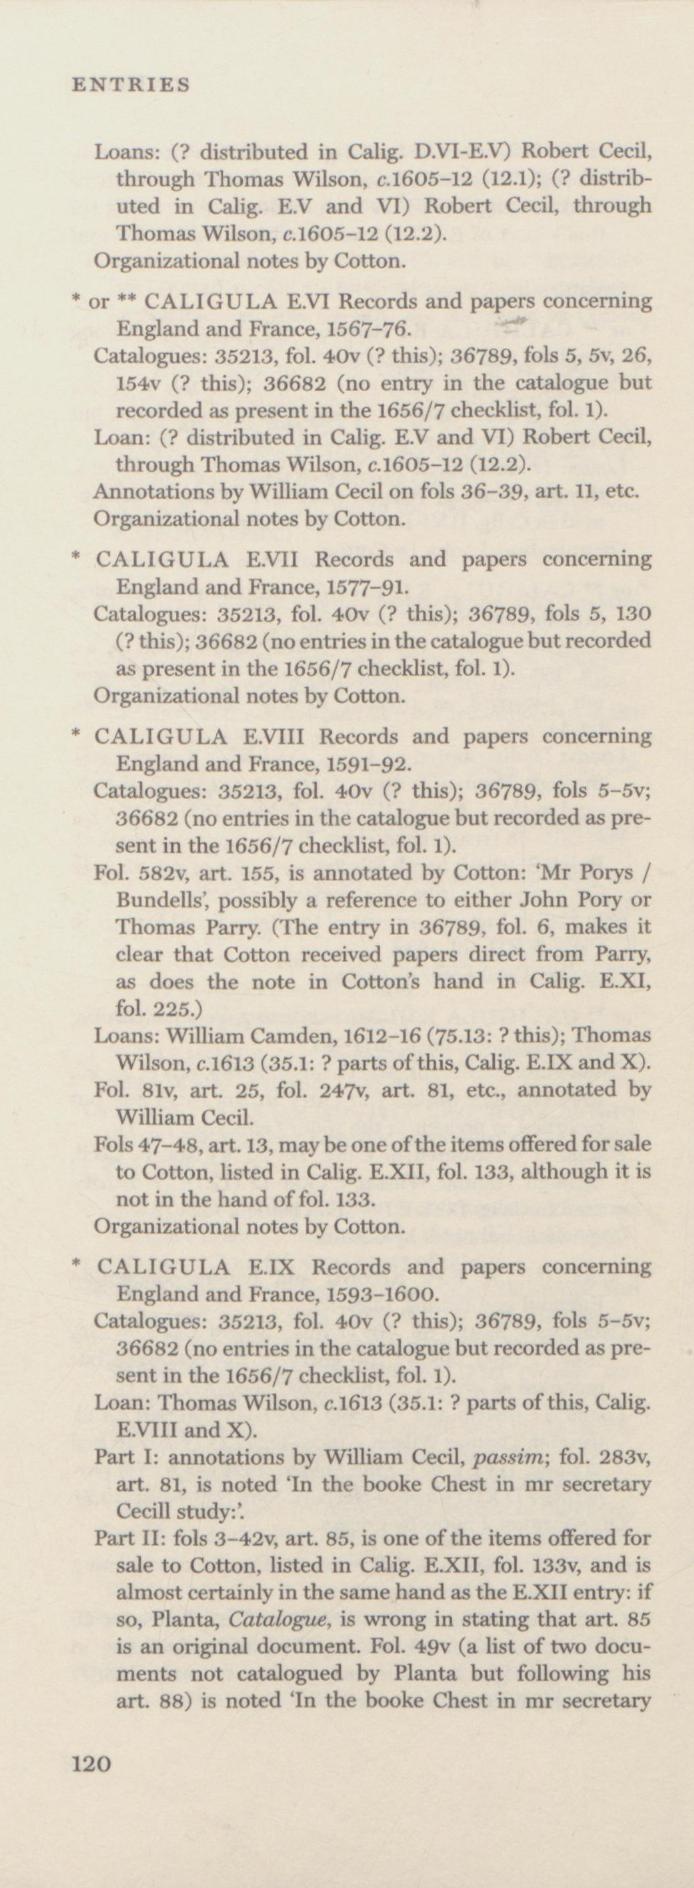 ENTRIES
Loans: (? distributed in Calig. D.VI-E.V) Robert Cecil,
through Thomas Wilson, c.1605–12 (12.1); (? distrib-
uted in Calig. E.V and VI) Robert Cecil, through
Thomas Wilson, c.1605–12 (12.2).
Organizational notes by Cotton.
* or ** CALIGULA E.VI Records and papers concerning
England and France, 1567–76.
Catalogues: 35213, fol. 40v (? this); 36789, fols 5, 5v, 26,
154v (? this); 36682 (no entry in the catalogue but
recorded as present in the 1656/7 checklist, fol. 1).
Loan: (? distributed in Calig. E.V and VI) Robert Cecil,
through Thomas Wilson, c.1605–12 (12.2).
Annotations by William Cecil on fols 36–39, art. 11, etc.
Organizational notes by Cotton.
* CALIGULA E.VII Records and papers concerning
England and France, 1577–91.
Catalogues: 35213, fol. 40v (? this); 36789, fols 5, 130
(? this); 36682 (no entries in the catalogue but recorded
as present in the 1656/7 checklist, fol. 1).
Organizational notes by Cotton.
* CALIGULA E.VIII Records and papers concerning
England and France, 1591–92.
Catalogues: 35213, fol. 40v (? this); 36789, fols 5–5v;
36682 (no entries in the catalogue but recorded as pre-
sent in the 1656/7 checklist, fol. 1).
Fol. 582v, art. 155, is annotated by Cotton: ‘Mr Porys /
Bundells’, possibly a reference to either John Pory or
Thomas Parry. (The entry in 36789, fol. 6, makes it
clear that Cotton received papers direct from Parry,
as does the note in Cotton’s hand in Calig. E.XI,
fol. 225.)
Loans: William Camden, 1612–16 (75.13: ? this); Thomas
Wilson, c.1613 (35.1: ? parts of this, Calig. E.IX and X).
Fol. 81v, art. 25, fol. 247v, art. 81, etc., annotated by
William Cecil.
Fols 47–48, art. 13, may be one of the items offered for sale
to Cotton, listed in Calig. E.XII, fol. 133, although it is
not in the hand of fol. 133.
Organizational notes by Cotton.
* CALIGULA E.IX Records and papers concerning
England and France, 1593–1600.
Catalogues: 35213, fol. 40v (? this); 36789, fols 5–5v;
36682 (no entries in the catalogue but recorded as pre-
sent in the 1656/7 checklist, fol. 1).
Loan: Thomas Wilson, c.1613 (35.1: ? parts of this, Calig.
E.VIII and X).
Part I: annotations by William Cecil, passim; fol. 283v,
art. 81, is noted ‘In the booke Chest in mr secretary
Cecill study:’.
Part II: fols 3–42v, art. 85, is one of the items offered for
sale to Cotton, listed in Calig. E.XII, fol. 133v, and is
almost certainly in the same hand as the E.XII entry: if
so, Planta, Catalogue, is wrong in stating that art. 85
is an original document. Fol. 49v (a list of two docu-
ments not catalogued by Planta but following his
art. 88) is noted ‘In the booke Chest in mr secretary
120